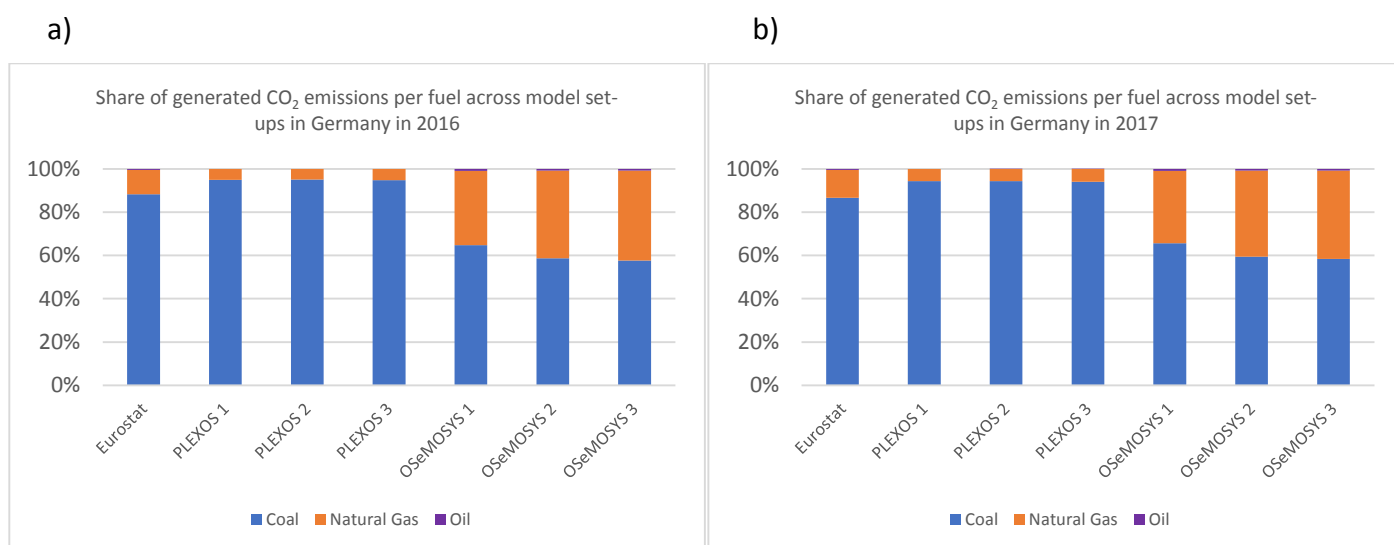 a)
Share of generated CO₂ emissions per fuel across model set-
ups in Germany in 2016
100%
80%
60%
40%
20%
0%
Eurostat
PLEXOS 1
PLEXOS 2
PLEXOS 3
OSeMOSYS 1
OSeMOSYS 2
OSeMOSYS 3
Coal Natural Gas Oil
b)
Share of generated CO₂ emissions per fuel across model set-
ups in Germany in 2017
100%
80%
60%
40%
20%
0%
Eurostat
PLEXOS 1
PLEXOS 2
PLEXOS 3
OSeMOSYS 1
OSeMOSYS 2
OSeMOSYS 3
Coal Natural Gas Oil